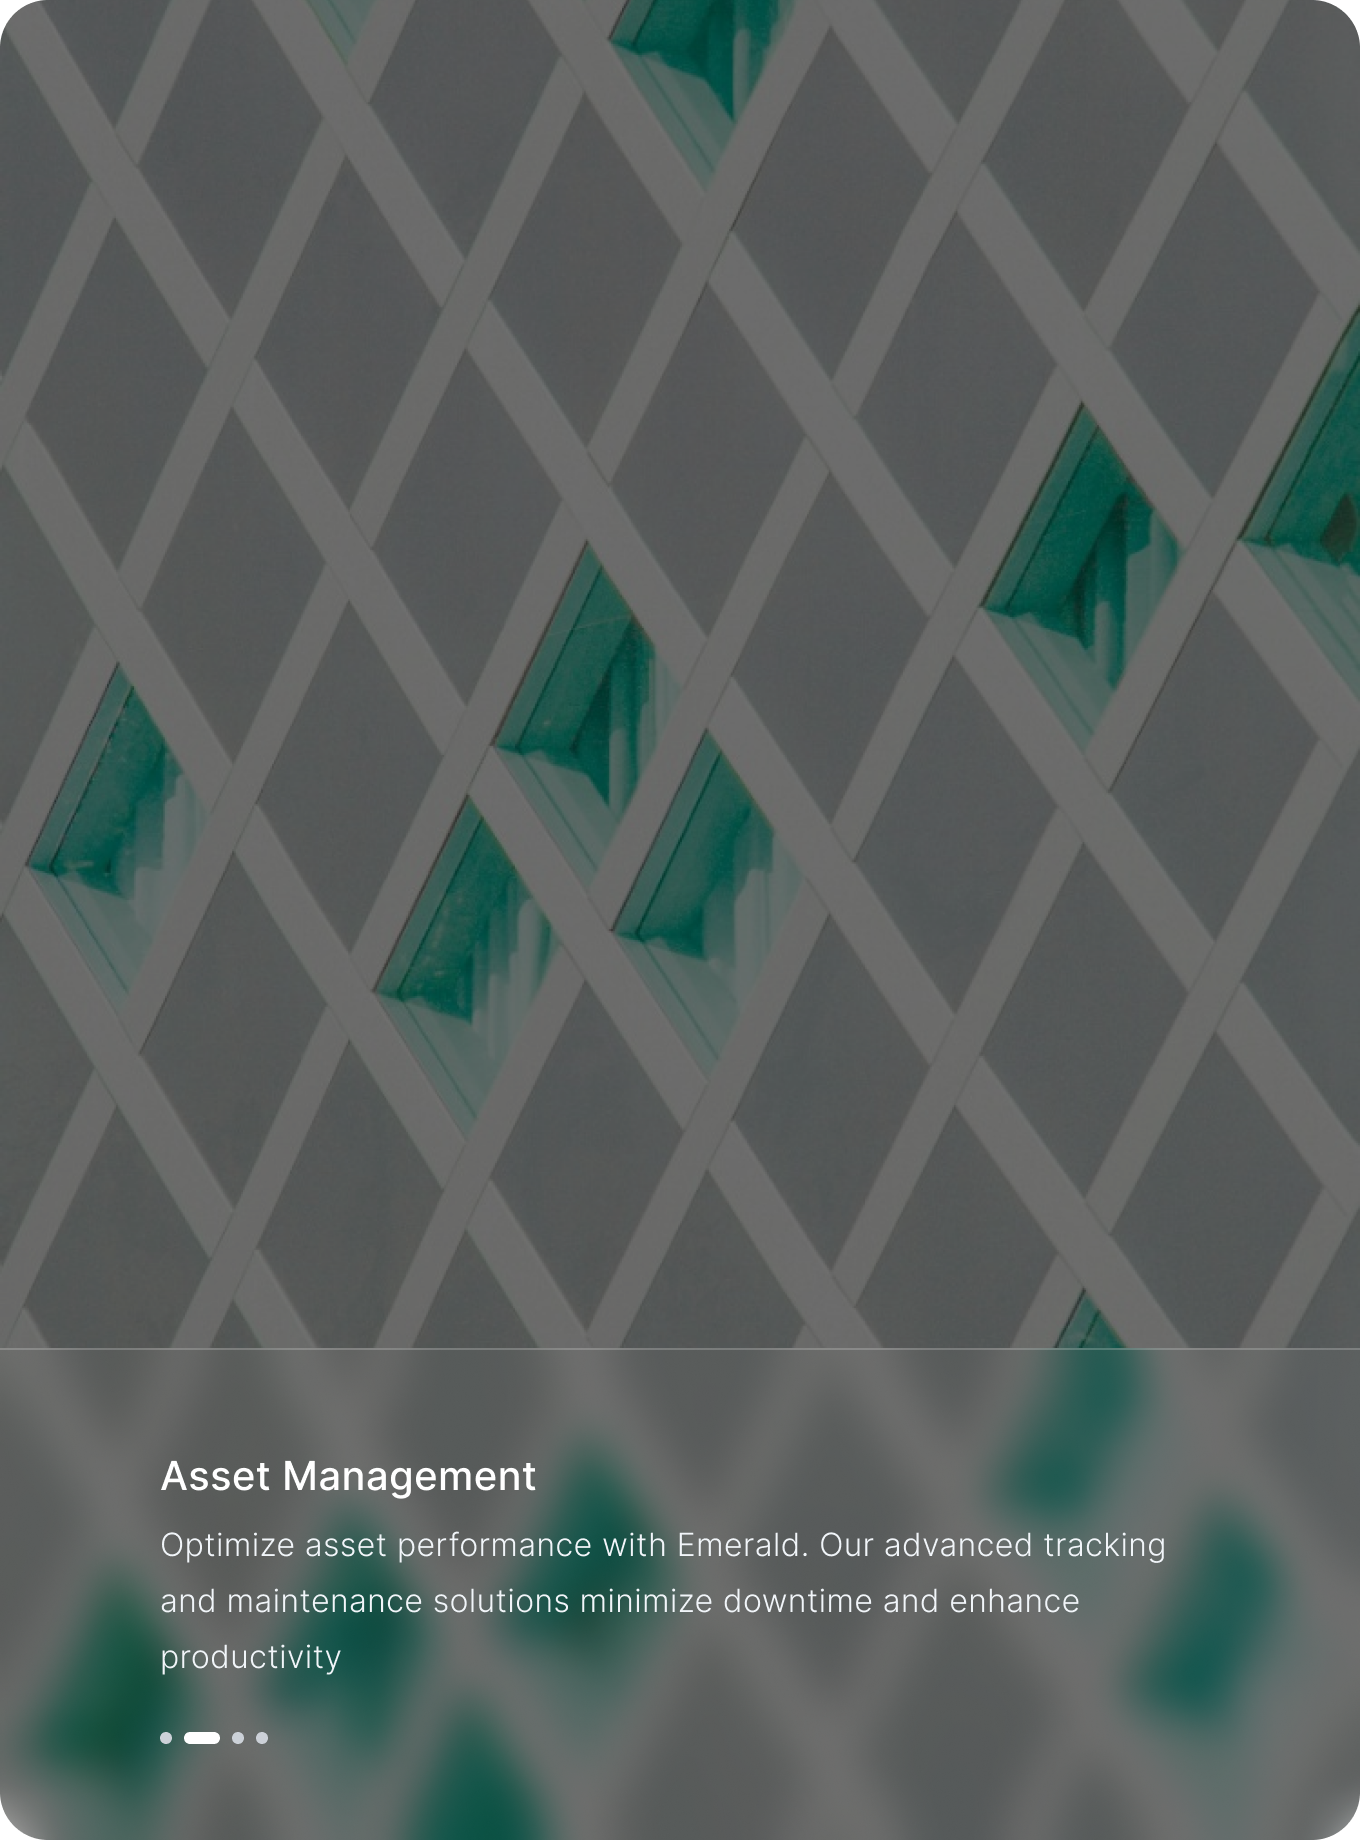 Asset Management
Optimize asset performance with Emerald. Our advanced tracking
and maintenance solutions minimize downtime and enhance
productivity